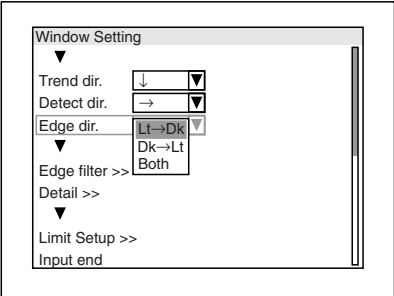 Window Setting
▼
Trend dir. ↓ ▼
Detect dir. → ▼
Edge dir. Lt→Dk ▼
▼ Dk→Lt
Both
Edge filter >>
Detail >>
▼
Limit Setup >>
Input end